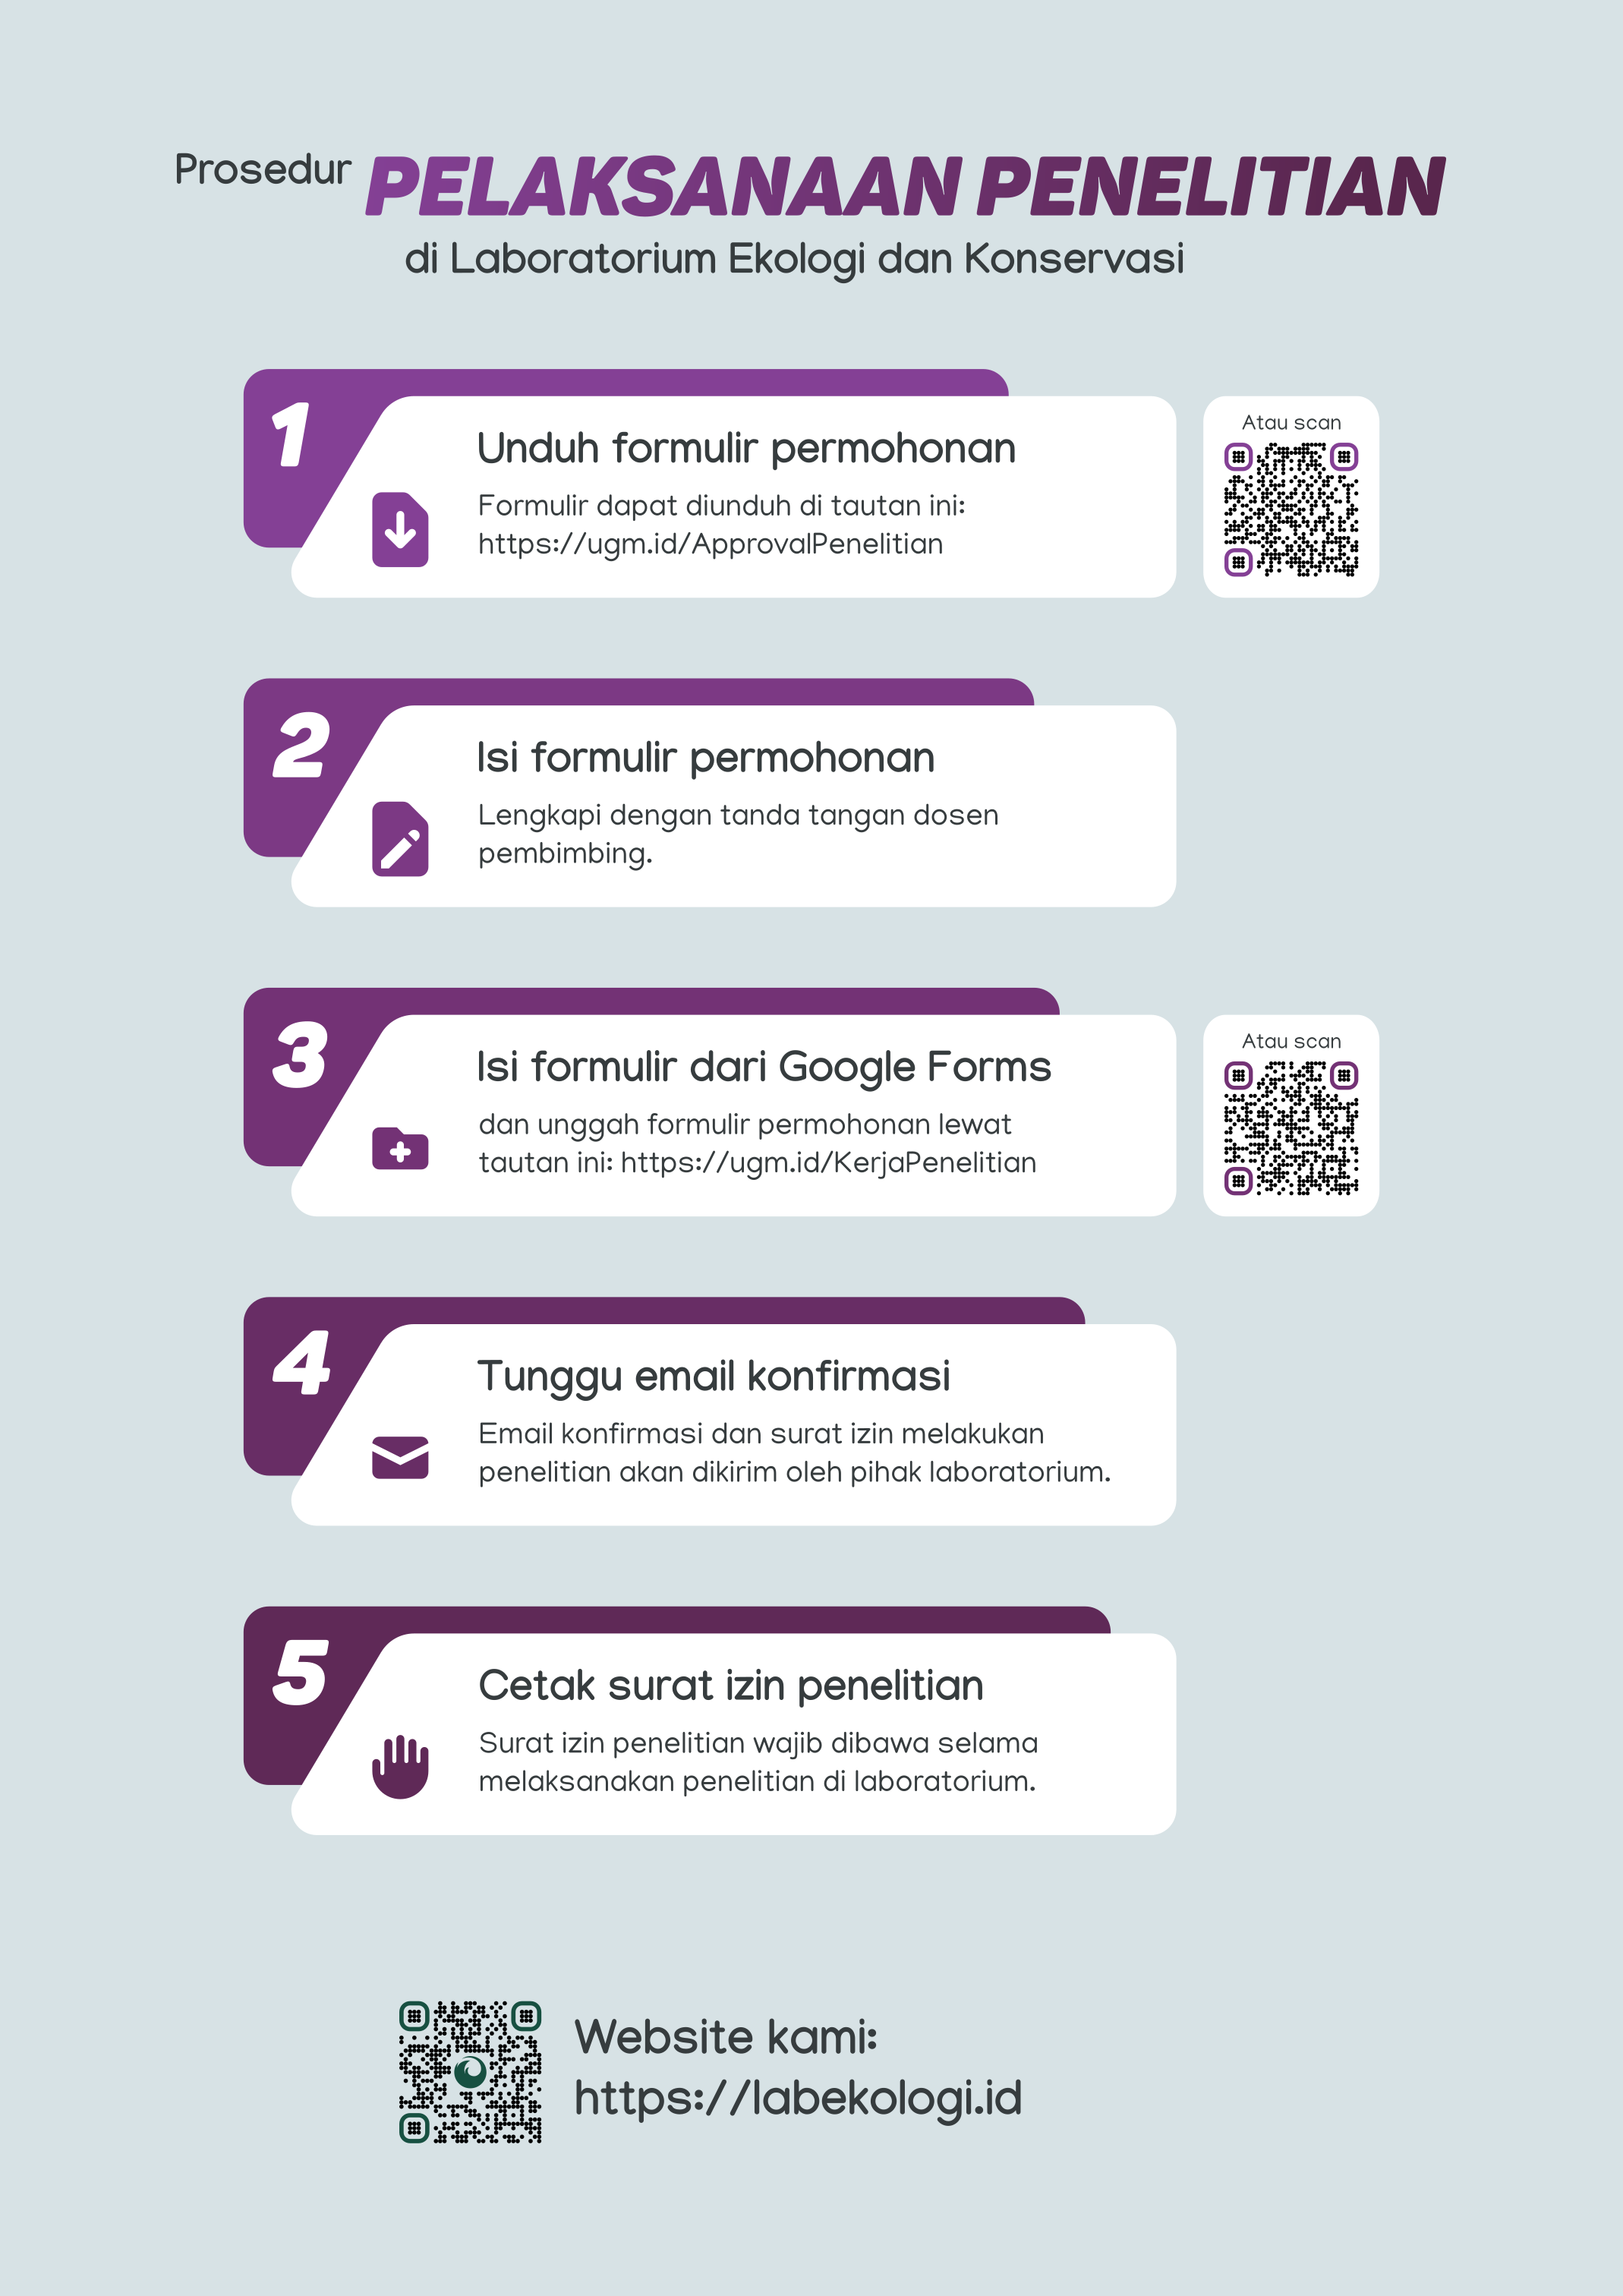 Prosedur PELAKSANAAN PENELITIAN
di Laboratorium Ekologi dan Konservasi
1
Unduh formulir permohonan
Formulir dapat diunduh di tautan ini:
https://ugm.id/ApprovalPenelitian
Atau scan
2
Isi formulir permohonan
Lengkapi dengan tanda tangan dosen
pembimbing.
3
Isi formulir dari Google Forms
dan unggah formulir permohonan lewat
tautan ini: https://ugm.id/KerjaPenelitian
Atau scan
4
Tunggu email konfirmasi
Email konfirmasi dan surat izin melakukan
penelitian akan dikirim oleh pihak laboratorium.
5
Cetak surat izin penelitian
Surat izin penelitian wajib dibawa selama
melaksanakan penelitian di laboratorium.
Website kami:
https://labekologi.id